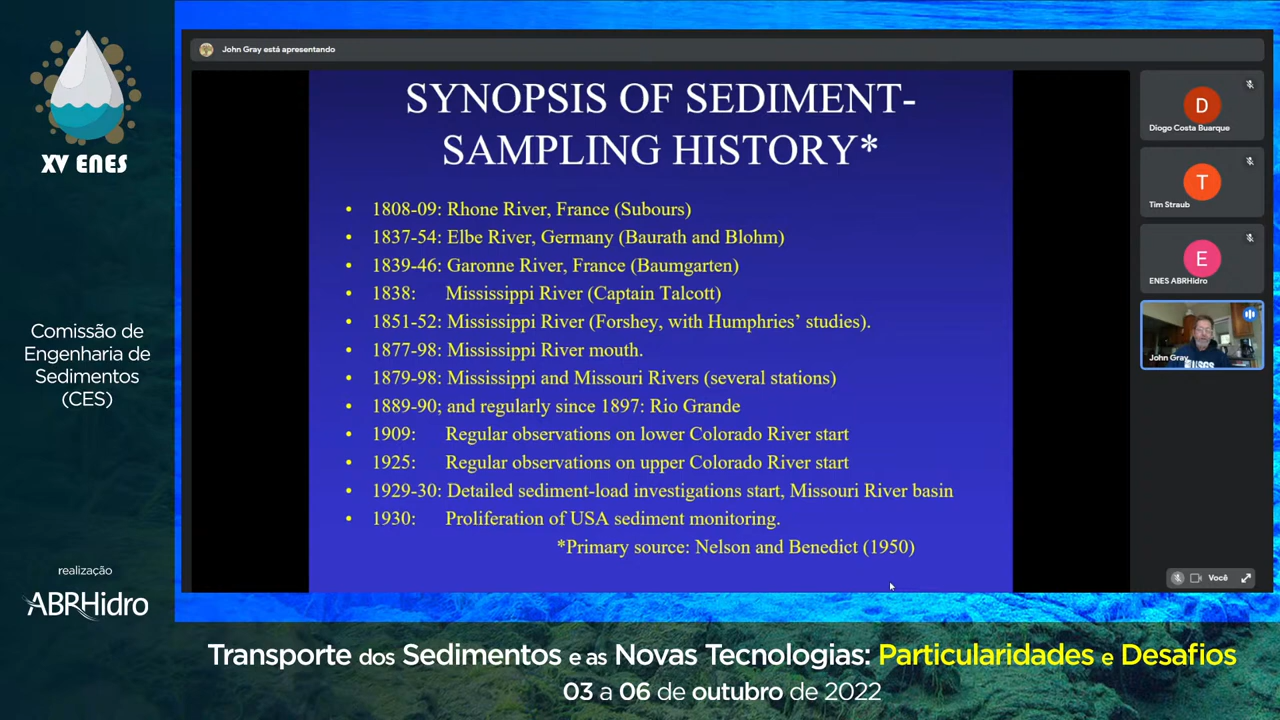 XV ENES
Comissão de
Engenharia de
Sedimentos
(CES)
realização
ABRHidro
John Gray está apresentando
SYNOPSIS OF SEDIMENT-
SAMPLING HISTORY*
• 1808-09: Rhone River, France (Subours)
• 1837-54: Elbe River, Germany (Baurath and Blohm)
• 1839-46: Garonne River, France (Baumgarten)
• 1838: Mississippi River (Captain Talcott)
• 1851-52: Mississippi River (Forshey, with Humphries' studies).
• 1877-98: Mississippi River mouth.
• 1879-98: Mississippi and Missouri Rivers (several stations)
• 1889-90; and regularly since 1897: Rio Grande
• 1909: Regular observations on lower Colorado River start
• 1925: Regular observations on upper Colorado River start
• 1929-30: Detailed sediment-load investigations start, Missouri River basin
• 1930: Proliferation of USA sediment monitoring.
*Primary source: Nelson and Benedict (1950)
D
Diogo Costa Buarque
T
Tim Straub
E
ENES ABRHidro
John Gray
USGS
Você
Transporte dos Sedimentos e as Novas Tecnologias: Particularidades e Desafios
03 a 06 de outubro de 2022